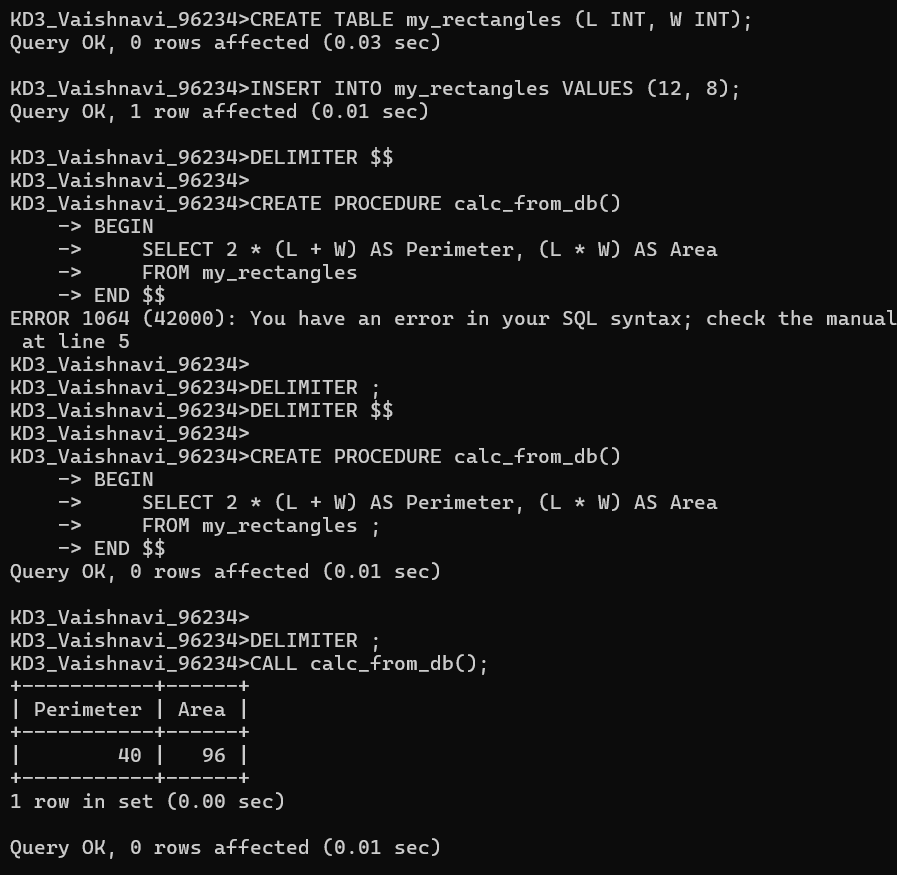 KD3_Vaishnavi_96234>CREATE TABLE my_rectangles (L INT, W INT);
Query OK, 0 rows affected (0.03 sec)

KD3_Vaishnavi_96234>INSERT INTO my_rectangles VALUES (12, 8);
Query OK, 1 row affected (0.01 sec)

KD3_Vaishnavi_96234>DELIMITER $$
KD3_Vaishnavi_96234>
KD3_Vaishnavi_96234>CREATE PROCEDURE calc_from_db()
    -> BEGIN
    ->     SELECT 2 * (L + W) AS Perimeter, (L * W) AS Area
    ->     FROM my_rectangles
    -> END $$
ERROR 1064 (42000): You have an error in your SQL syntax; check the manual
 at line 5
KD3_Vaishnavi_96234>
KD3_Vaishnavi_96234>DELIMITER ;
KD3_Vaishnavi_96234>DELIMITER $$
KD3_Vaishnavi_96234>
KD3_Vaishnavi_96234>CREATE PROCEDURE calc_from_db()
    -> BEGIN
    ->     SELECT 2 * (L + W) AS Perimeter, (L * W) AS Area
    ->     FROM my_rectangles ;
    -> END $$
Query OK, 0 rows affected (0.01 sec)

KD3_Vaishnavi_96234>
KD3_Vaishnavi_96234>DELIMITER ;
KD3_Vaishnavi_96234>CALL calc_from_db();
+-----------+------+
| Perimeter | Area |
+-----------+------+
|        40 |   96 |
+-----------+------+
1 row in set (0.00 sec)

Query OK, 0 rows affected (0.01 sec)